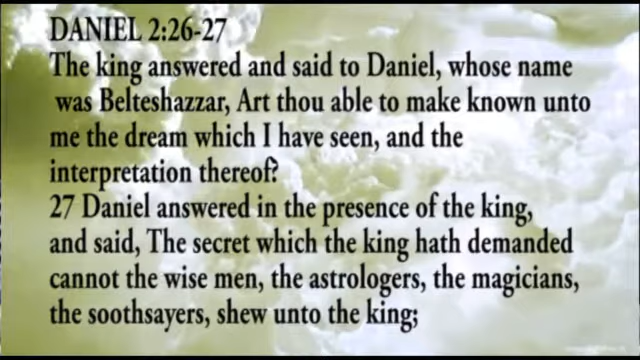 DANIEL 2:26-27
The king answered and said to Daniel, whose name
was Belteshazzar, Art thou able to make known unto
me the dream which I have seen, and the
interpretation thereof?
27 Daniel answered in the presence of the king,
and said, The secret which the king hath demanded
cannot the wise men, the astrologers, the magicians,
the soothsayers, shew unto the king;